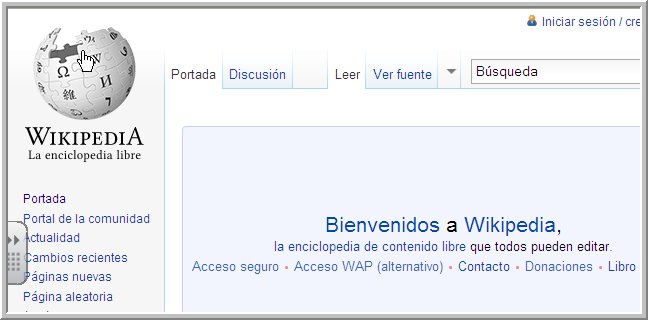 Iniciar sesión / cre
WIKIPEDIA
La enciclopedia libre
Portada
Discusión
Leer
Ver fuente
Búsqueda
Portada
Portal de la comunidad
Actualidad
Cambios recientes
Páginas nuevas
Página aleatoria
Bienvenidos a Wikipedia,
la enciclopedia de contenido libre que todos pueden editar.
Acceso seguro • Acceso WAP (alternativo) • Contacto • Donaciones • Libro